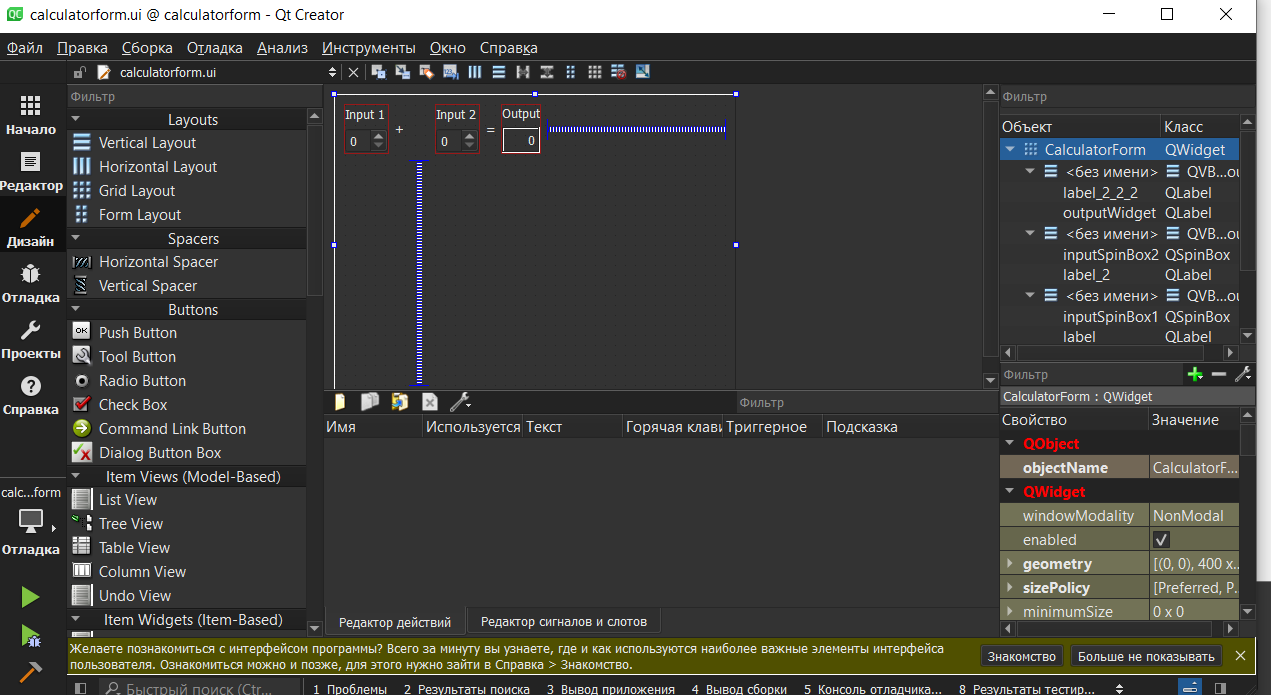 calculatorform.ui @ calculatorform - Qt Creator
Файл Правка Сборка Отладка Анализ Инструменты Окно Справка
calculatorform.ui
Начало
Редактор
Дизайн
Отладка
Проекты
Справка
calc...form
Отладка
Фильтр
Layouts
Vertical Layout
Horizontal Layout
Grid Layout
Form Layout
Spacers
Horizontal Spacer
Vertical Spacer
Buttons
OK Push Button
Tool Button
Radio Button
Check Box
Command Link Button
Dialog Button Box
Item Views (Model-Based)
List View
Tree View
Table View
Column View
Undo View
Item Widgets (Item-Based)
Input 1 Input 2 Output
0 + 0 = 0
Фильтр
Имя Используется Текст Горячая клави Триггерное Подсказка
Редактор действий Редактор сигналов и слотов
Фильтр
Объект Класс
CalculatorForm QWidget
<без имени> QVB...ou
label_2_2_2 QLabel
outputWidget QLabel
<без имени> QVB...ou
inputSpinBox2 QSpinBox
label_2 QLabel
<без имени> QVB...ou
inputSpinBox1 QSpinBox
label QLabel
Фильтр
CalculatorForm : QWidget
Свойство Значение
QObject
objectName CalculatorF...
QWidget
windowModality NonModal
enabled
geometry [(0, 0), 400 x...
sizePolicy [Preferred, P...
minimumSize 0 x 0
Желаете познакомиться с интерфейсом программы? Всего за минуту вы узнаете, где и как используются наиболее важные элементы интерфейса
пользователя. Ознакомиться можно и позже, для этого нужно зайти в Справка > Знакомство.
Знакомство Больше не показывать
Быстрый поиск (Ctr... 1 Проблемы 2 Результаты поиска 3 Вывод приложения 4 Вывод сборки 5 Консоль отладчика... 8 Результаты тестир...